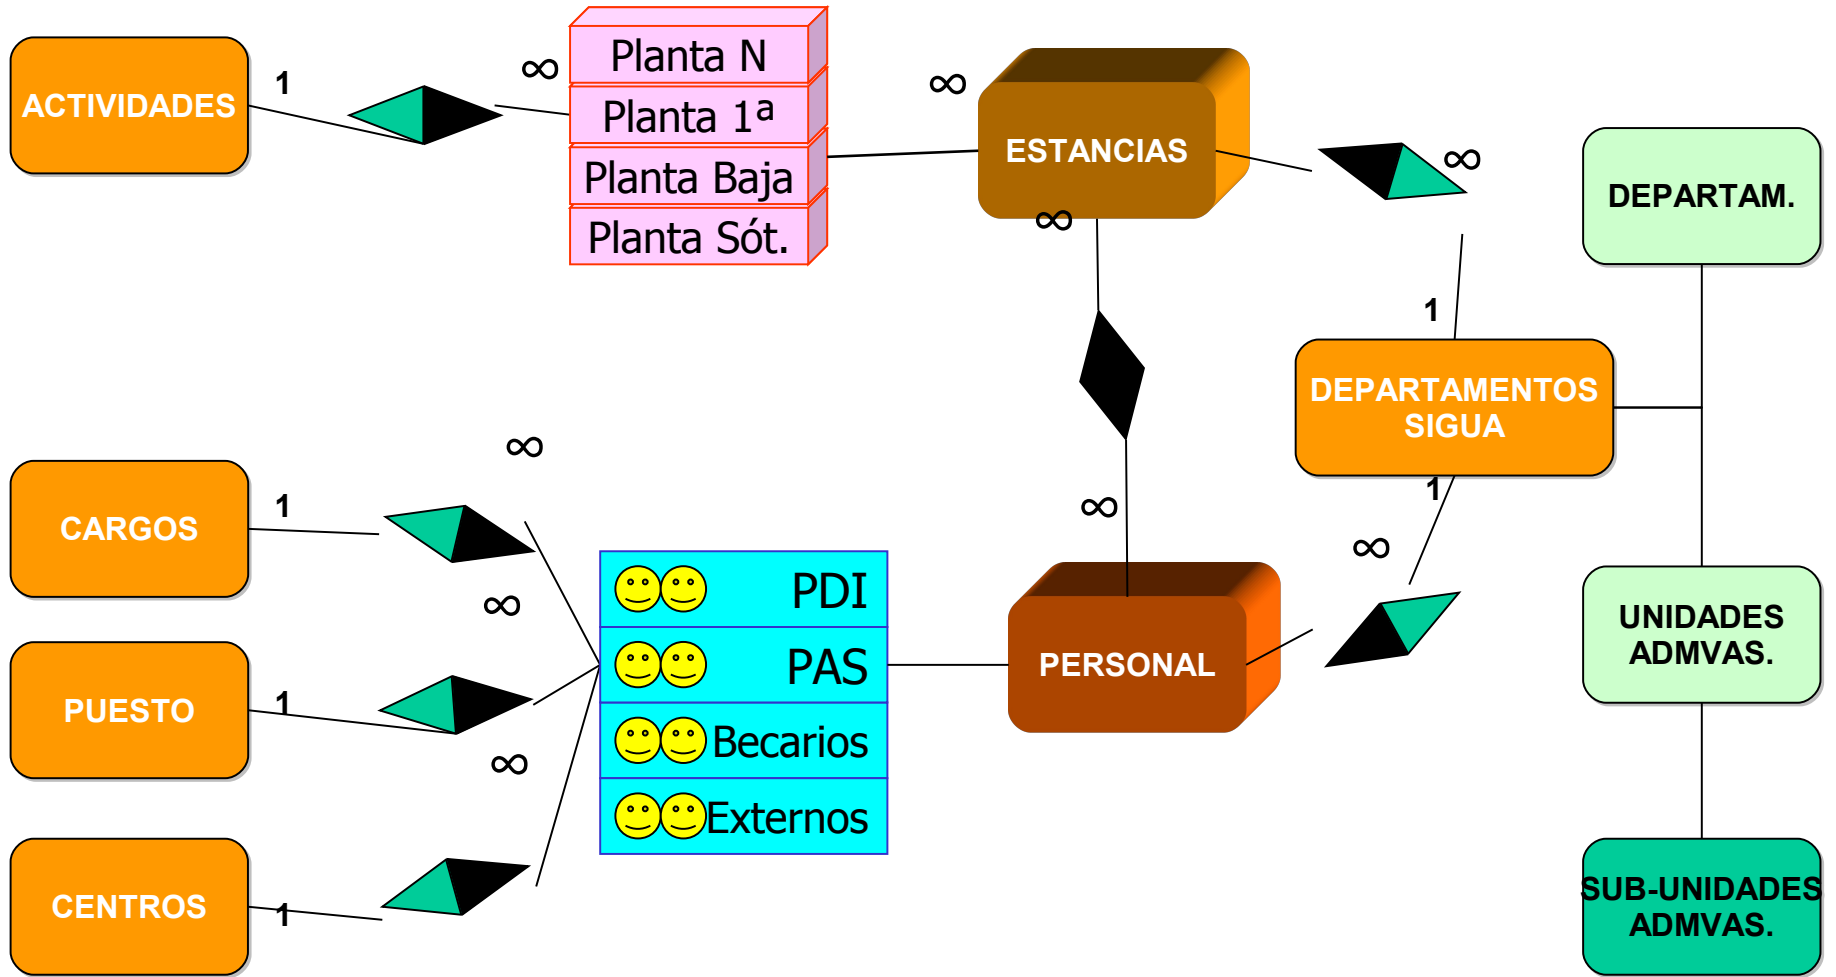 ACTIVIDADES
1
∞
Planta N
Planta 1ª
Planta Baja
Planta Sót.
∞
ESTANCIAS
∞
∞
DEPARTAM.
1
DEPARTAMENTOS
SIGUA
1
∞
∞
CARGOS
1
∞
PUESTO
1
∞
CENTROS
1
∞
PDI
PAS
Becarios
Externos
PERSONAL
UNIDADES
ADMVAS.
SUB-UNIDADES
ADMVAS.